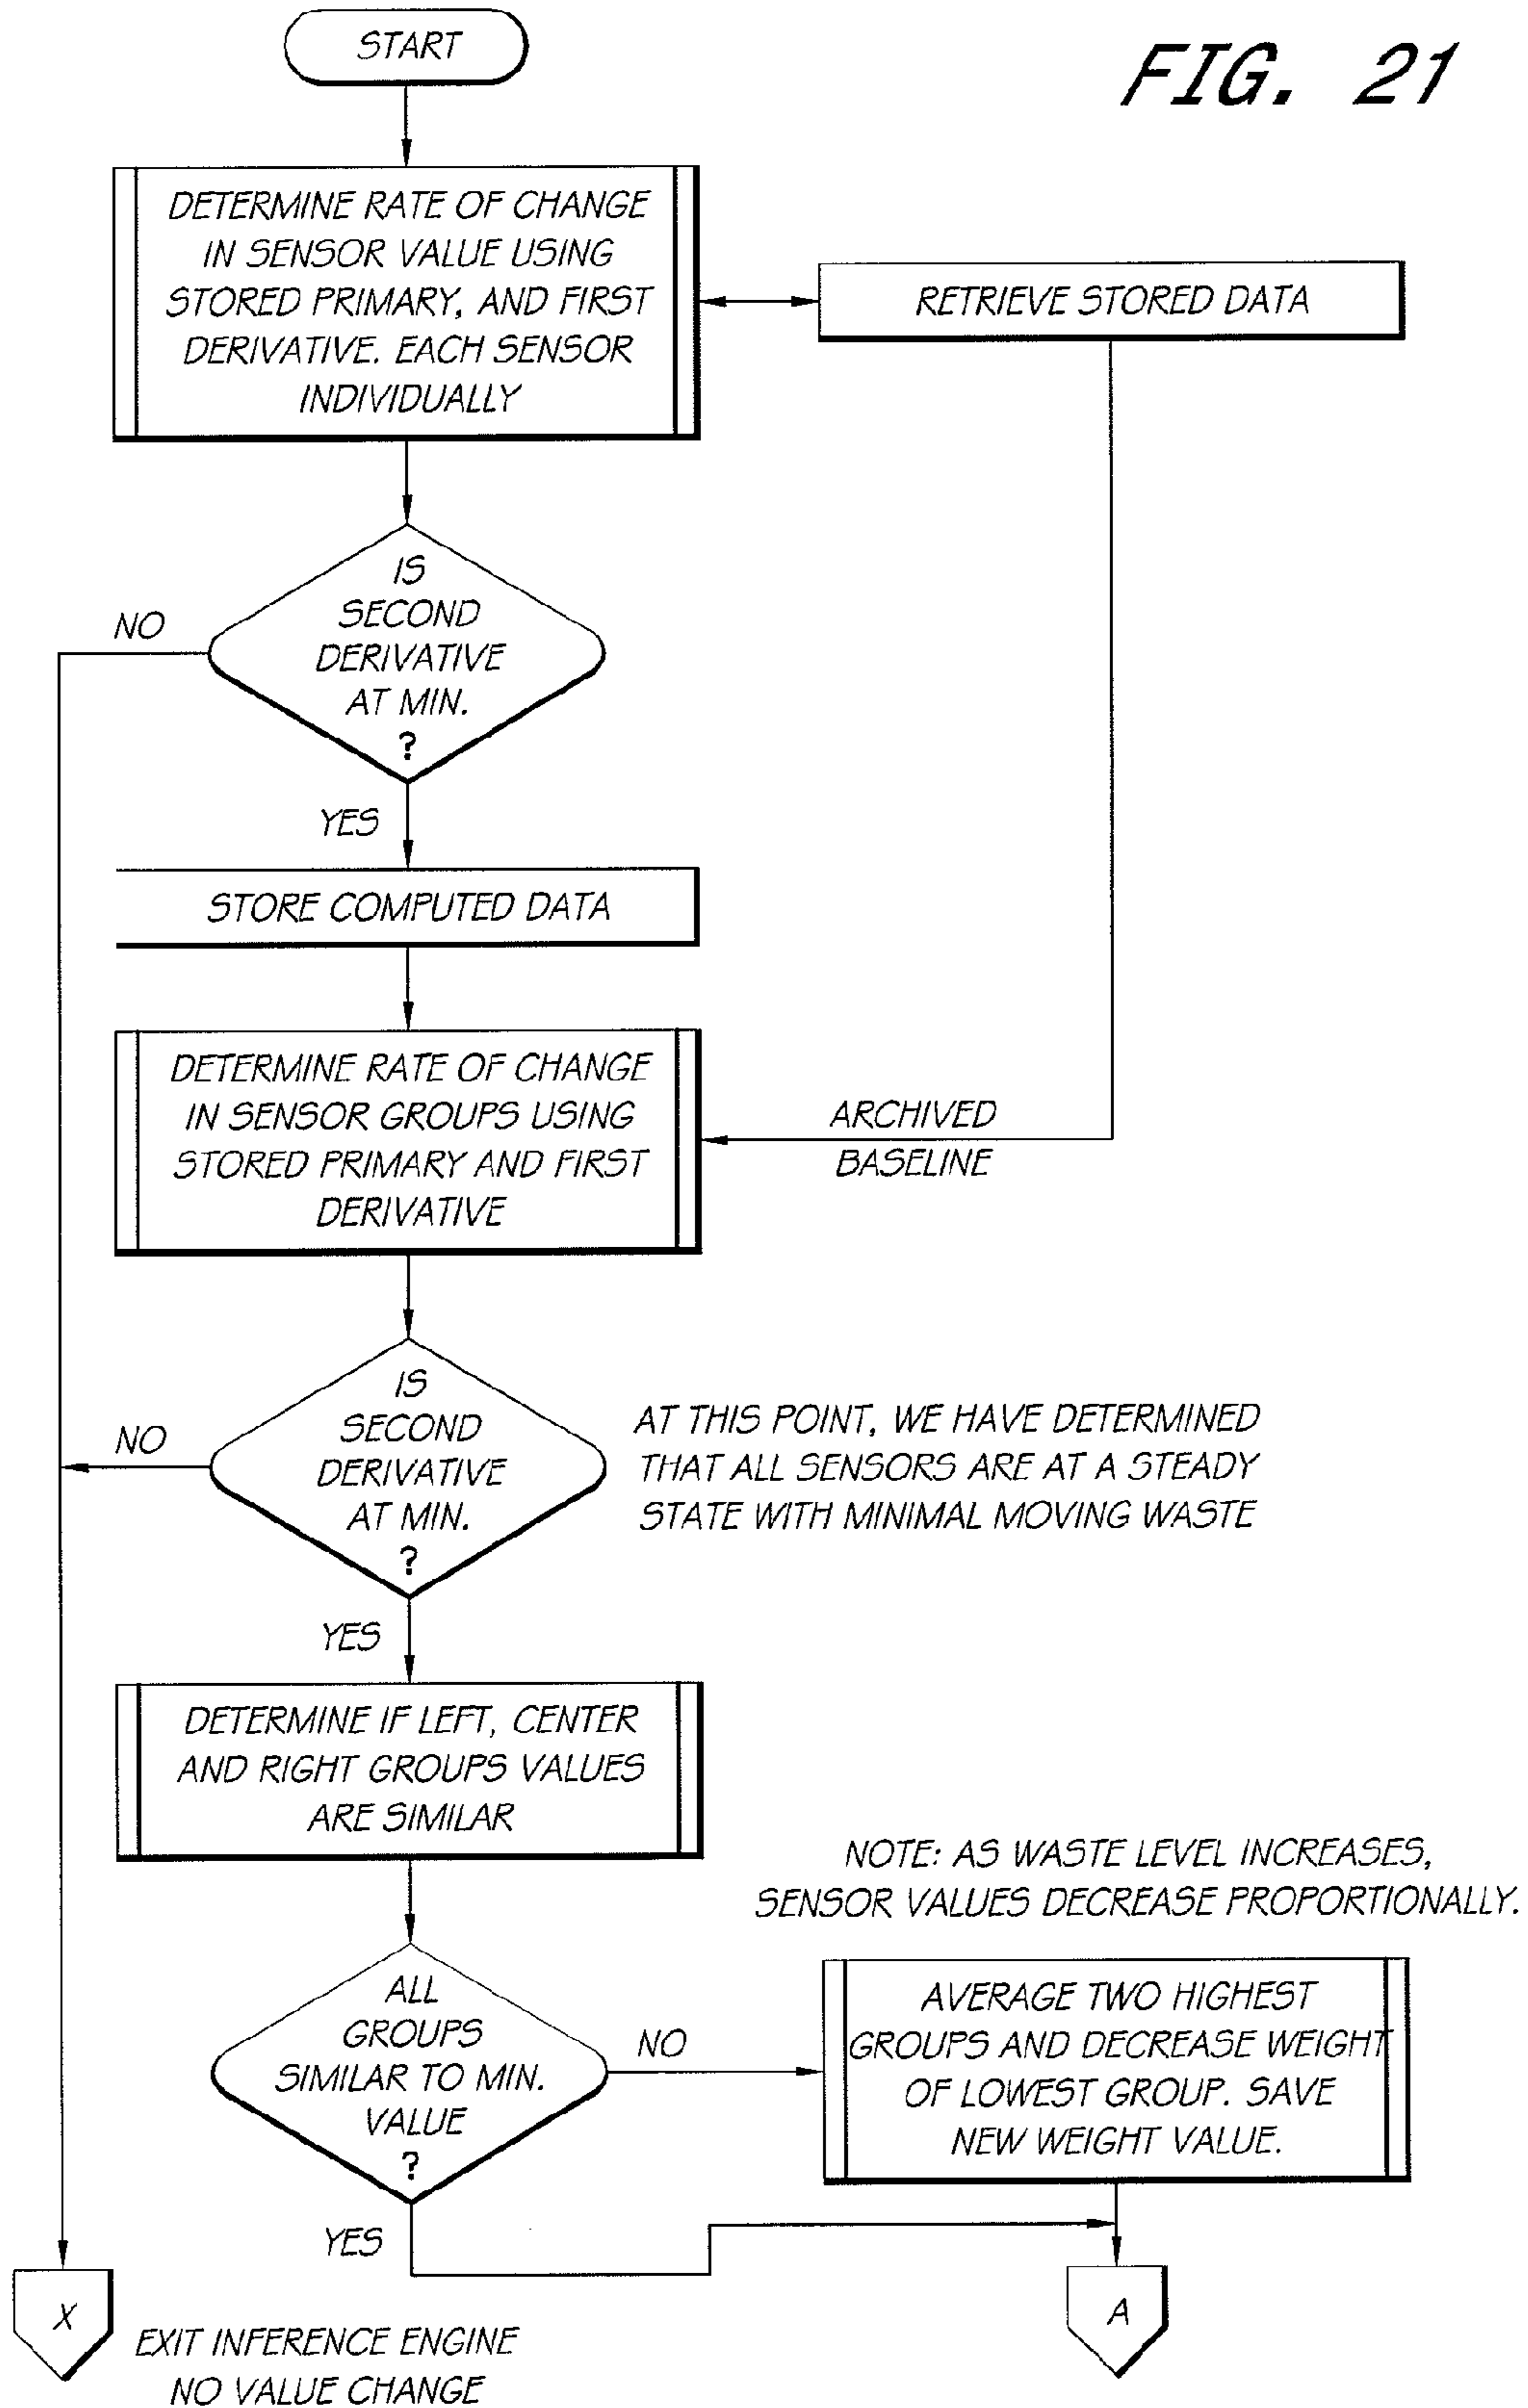 START
FIG. 21
DETERMINE RATE OF CHANGE
IN SENSOR VALUE USING
STORED PRIMARY, AND FIRST
DERIVATIVE. EACH SENSOR
INDIVIDUALLY
RETRIEVE STORED DATA
IS
SECOND
DERIVATIVE
AT MIN.
?
NO
YES
STORE COMPUTED DATA
DETERMINE RATE OF CHANGE
IN SENSOR GROUPS USING
STORED PRIMARY AND FIRST
DERIVATIVE
ARCHIVED
BASELINE
IS
SECOND
DERIVATIVE
AT MIN.
?
NO
AT THIS POINT, WE HAVE DETERMINED
THAT ALL SENSORS ARE AT A STEADY
STATE WITH MINIMAL MOVING WASTE
YES
DETERMINE IF LEFT, CENTER
AND RIGHT GROUPS VALUES
ARE SIMILAR
NOTE: AS WASTE LEVEL INCREASES,
SENSOR VALUES DECREASE PROPORTIONALLY.
ALL
GROUPS
SIMILAR TO MIN.
VALUE
?
NO
AVERAGE TWO HIGHEST
GROUPS AND DECREASE WEIGHT
OF LOWEST GROUP. SAVE
NEW WEIGHT VALUE.
YES
X
EXIT INFERENCE ENGINE
NO VALUE CHANGE
A